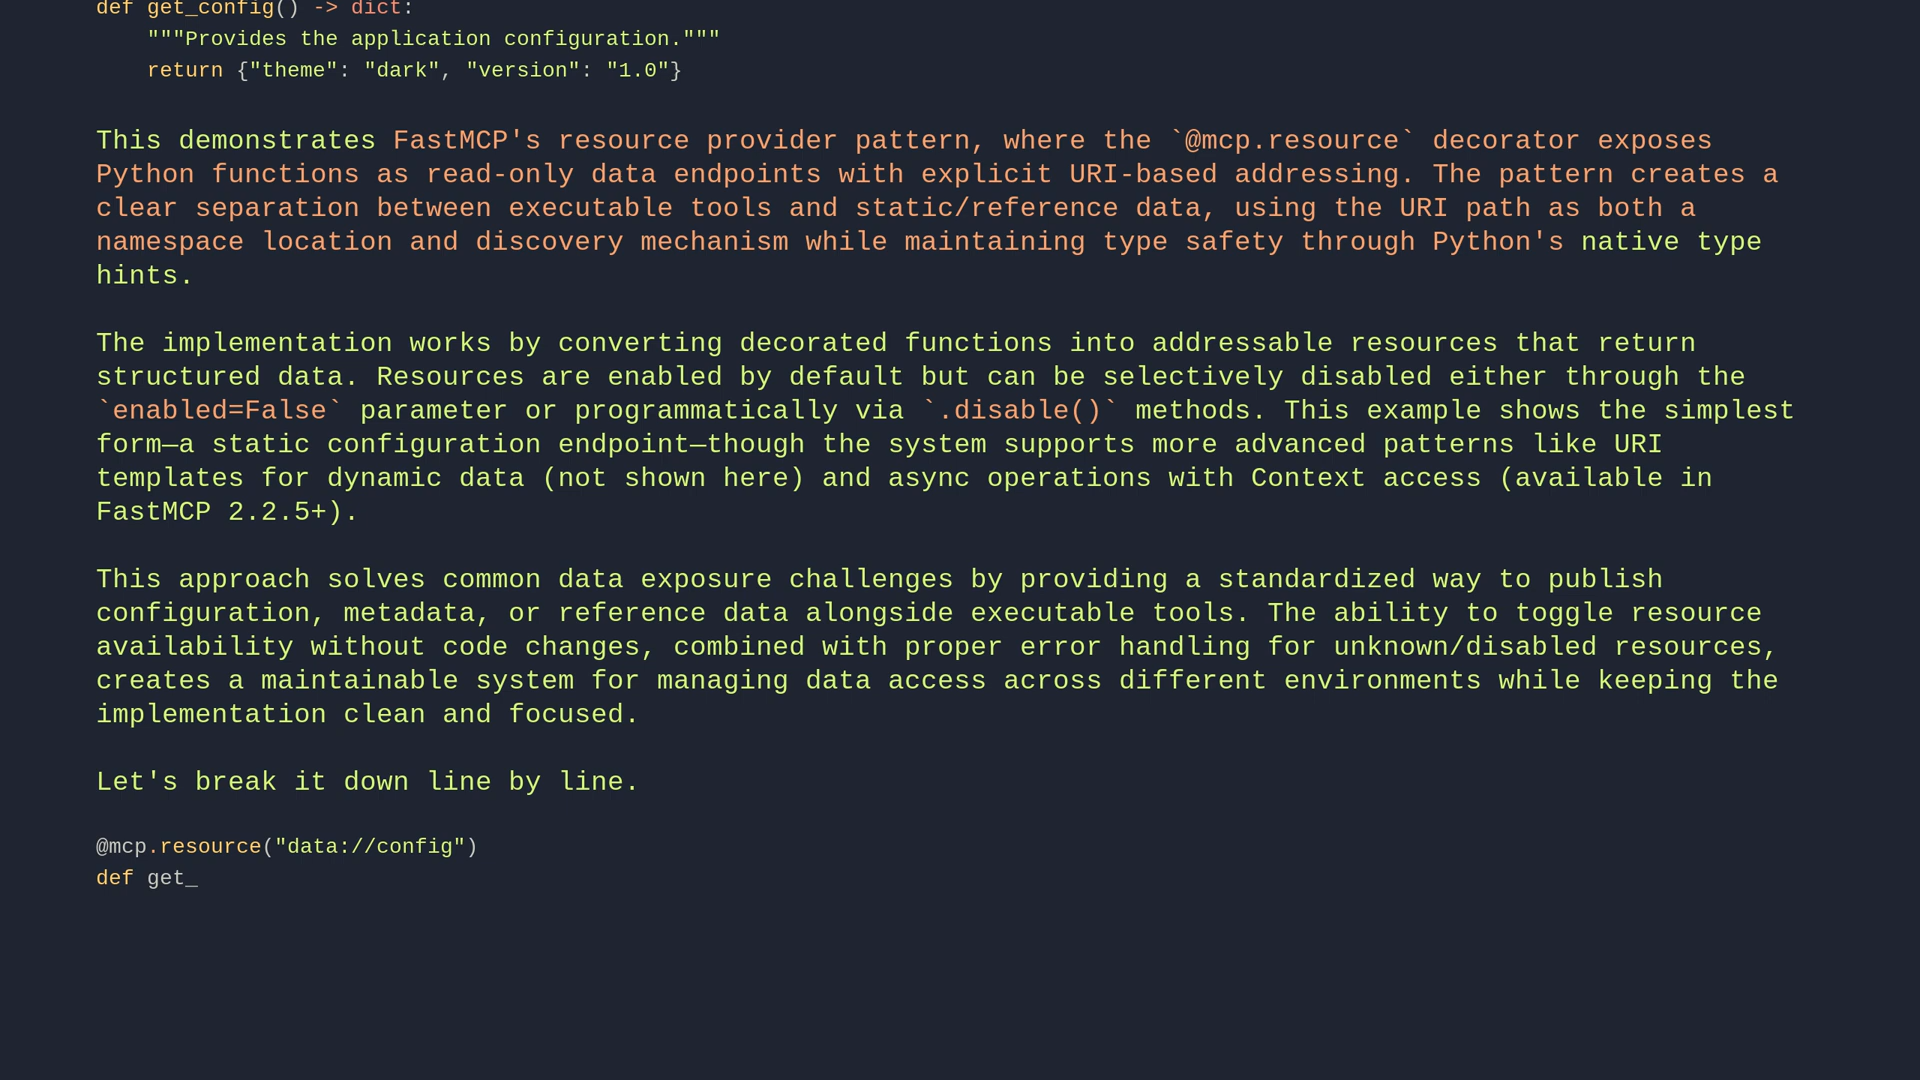 def get_config() -> dict:
    """Provides the application configuration."""
    return {"theme": "dark", "version": "1.0"}
This demonstrates FastMCP's resource provider pattern, where the `@mcp.resource` decorator exposes
Python functions as read-only data endpoints with explicit URI-based addressing. The pattern creates a
clear separation between executable tools and static/reference data, using the URI path as both a
namespace location and discovery mechanism while maintaining type safety through Python's native type
hints.
The implementation works by converting decorated functions into addressable resources that return
structured data. Resources are enabled by default but can be selectively disabled either through the
`enabled=False` parameter or programmatically via `.disable()` methods. This example shows the simplest
form—a static configuration endpoint—though the system supports more advanced patterns like URI
templates for dynamic data (not shown here) and async operations with Context access (available in
FastMCP 2.2.5+).
This approach solves common data exposure challenges by providing a standardized way to publish
configuration, metadata, or reference data alongside executable tools. The ability to toggle resource
availability without code changes, combined with proper error handling for unknown/disabled resources,
creates a maintainable system for managing data access across different environments while keeping the
implementation clean and focused.
Let's break it down line by line.
@mcp.resource("data://config")
def get_